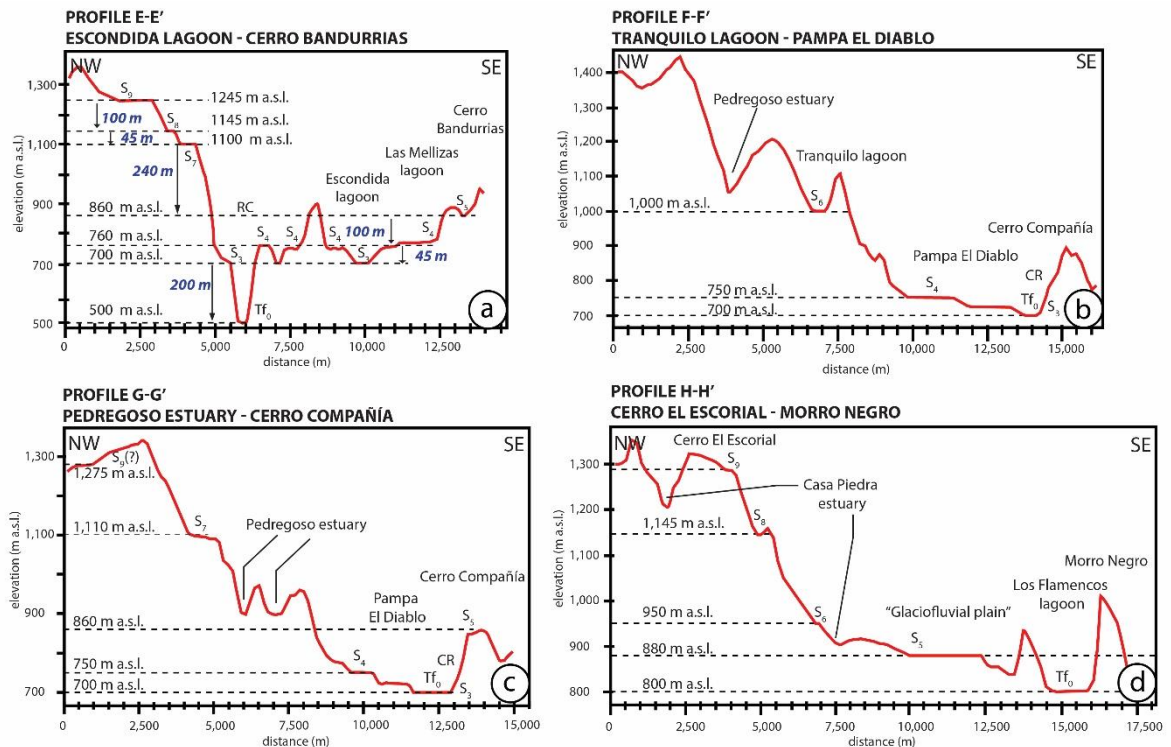 PROFILE E-E’
ESCONDIDA LAGOON - CERRO BANDURRIAS
NW
SE
elevation (m a.s.l.)
1,300
1,100
900
700
500
S₉
1245 m a.s.l.
100 m
S₈
1145 m a.s.l.
45 m
1100 m a.s.l.
S₇
240 m
Cerro
Bandurrias
Las Mellizas
lagoon
Escondida
lagoon
860 m a.s.l.
RC
S₅
100 m
760 m a.s.l.
S₄
S₄
S₄
S₄
700 m a.s.l.
S₃
S₃
45 m
200 m
500 m a.s.l.
Tf₀
a
0
2,500
5,000
7,500
10,000
12,500
distance (m)
PROFILE F-F’
TRANQUILO LAGOON - PAMPA EL DIABLO
NW
SE
elevation (m a.s.l.)
1,400
1,300
1,200
1,100
1,000
900
800
700
Pedregoso estuary
Tranquilo lagoon
S₆
1,000 m a.s.l.
Cerro Compañía
Pampa El Diablo
CR
S₄
Tf₀
S₃
750 m a.s.l.
700 m a.s.l.
b
0
2,500
5,000
7,500
10,000
12,500
15,000
distance (m)
PROFILE G-G’
PEDREGOSO ESTUARY - CERRO COMPAÑÍA
NW
SE
elevation (m a.s.l.)
1,300
1,100
900
700
S₉(?)
1,275 m a.s.l.
1,110 m a.s.l.
S₇
Pedregoso estuary
Cerro Compañía
Pampa
El Diablo
860 m a.s.l.
S₅
750 m a.s.l.
S₄
CR
700 m a.s.l.
Tf₀
S₃
c
0
2,500
5,000
7,500
10,000
12,500
15,000
distance (m)
PROFILE H-H’
CERRO EL ESCORIAL - MORRO NEGRO
NW
SE
elevation (m a.s.l.)
1,300
1,200
1,100
1,000
900
800
Cerro El Escorial
S₉
Casa Piedra
estuary
1,145 m a.s.l.
S₈
Morro Negro
Los Flamencos
lagoon
950 m a.s.l.
S₆
“Glaciofluvial plain”
S₅
880 m a.s.l.
Tf₀
800 m a.s.l.
d
0
2,500
5,000
7,500
10,000
12,500
15,000
17,500
distance (m)